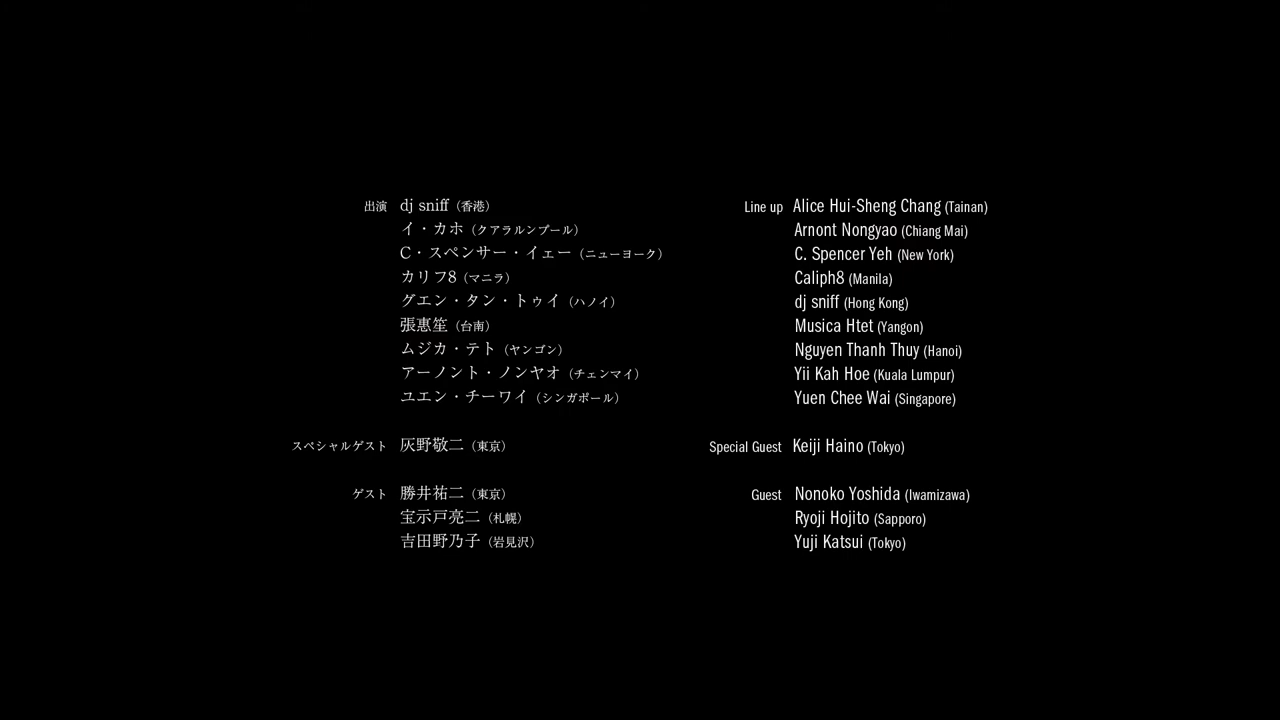 出演 dj sniff（香港）
イ・カホ（クアラルンプール）
C・スペンサー・イェー（ニューヨーク）
カリフ8（マニラ）
グエン・タン・トゥイ（ハノイ）
張惠笙（台南）
ムジカ・テト（ヤンゴン）
アーノント・ノンヤオ（チェンマイ）
ユエン・チーワイ（シンガポール）
スペシャルゲスト 灰野敬二（東京）
ゲスト 勝井祐二（東京）
宝示戸亮二（札幌）
吉田野乃子（岩見沢）
Line up Alice Hui-Sheng Chang (Tainan)
Arnont Nongyao (Chiang Mai)
C. Spencer Yeh (New York)
Caliph8 (Manila)
dj sniff (Hong Kong)
Musica Htet (Yangon)
Nguyen Thanh Thuy (Hanoi)
Yii Kah Hoe (Kuala Lumpur)
Yuen Chee Wai (Singapore)
Special Guest Keiji Haino (Tokyo)
Guest Nonoko Yoshida (Iwamizawa)
Ryoji Hojito (Sapporo)
Yuji Katsui (Tokyo)